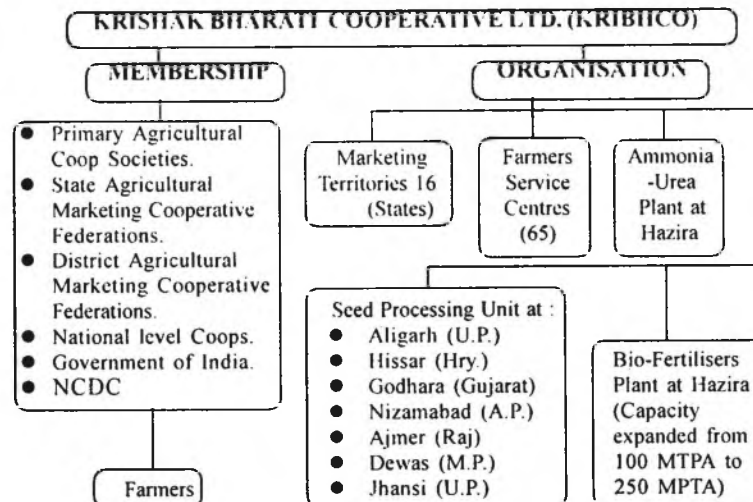 KRISHAK BHARATI COOPERATIVE LTD. (KRIBHCO)
MEMBERSHIP
ORGANISATION
● Primary Agricultural
Coop Societies.
● State Agricultural
Marketing Cooperative
Federations.
● District Agricultural
Marketing Cooperative
Federations.
● National level Coops.
● Government of India.
● NCDC
Farmers
Marketing
Territories 16
(States)
Farmers
Service
Centres
(65)
Ammonia
-Urea
Plant at
Hazira
Seed Processing Unit at :
● Aligarh (U.P.)
● Hissar (Hry.)
● Godhara (Gujarat)
● Nizamabad (A.P.)
● Ajmer (Raj)
● Dewas (M.P.)
● Jhansi (U.P.)
Bio-Fertilisers
Plant at Hazira
(Capacity
expanded from
100 MTPA to
250 MPTA)